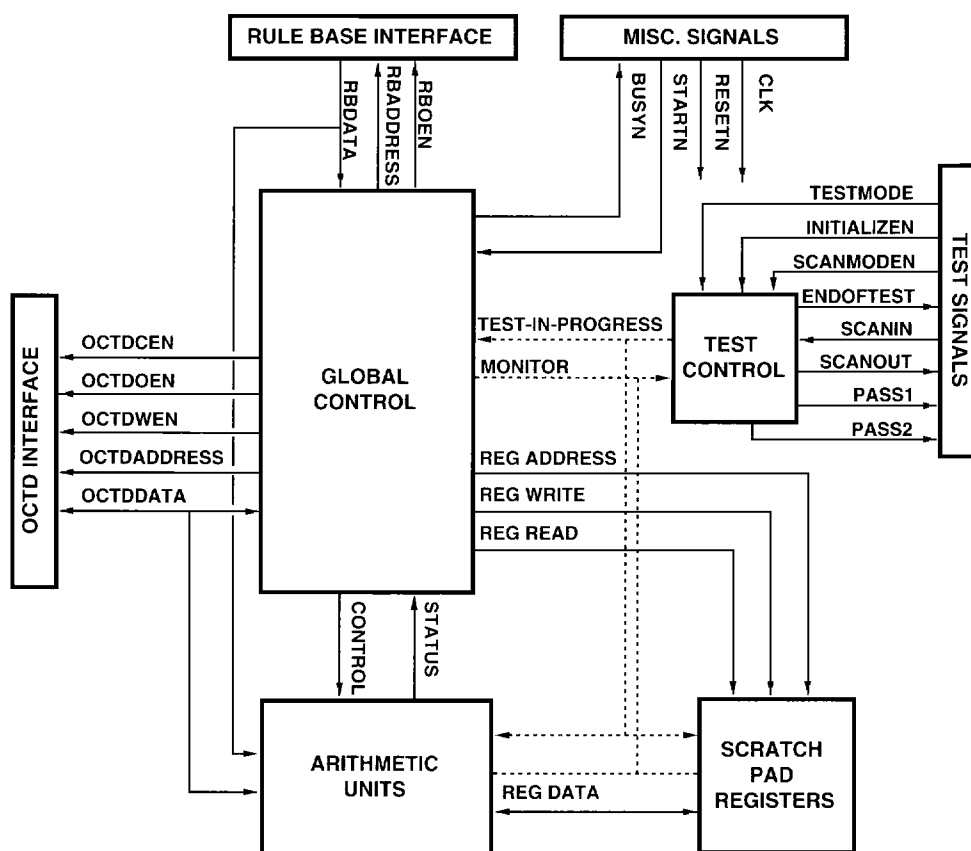 RULE BASE INTERFACE
MISC. SIGNALS
RBDATA
RBADDRESS
RBOEN
BUSYN
STARTN
RESETN
CLK
TESTMODE
INITIALIZEN
SCANMODEN
ENDOFTEST
SCANIN
SCANOUT
PASS1
PASS2
TEST SIGNALS
TEST
CONTROL
TEST-IN-PROGRESS
MONITOR
GLOBAL
CONTROL
OCTD INTERFACE
OCTDCEN
OCTDOEN
OCTDWEN
OCTDADDRESS
OCTDDATA
REG ADDRESS
REG WRITE
REG READ
CONTROL
STATUS
ARITHMETIC
UNITS
REG DATA
SCRATCH
PAD
REGISTERS